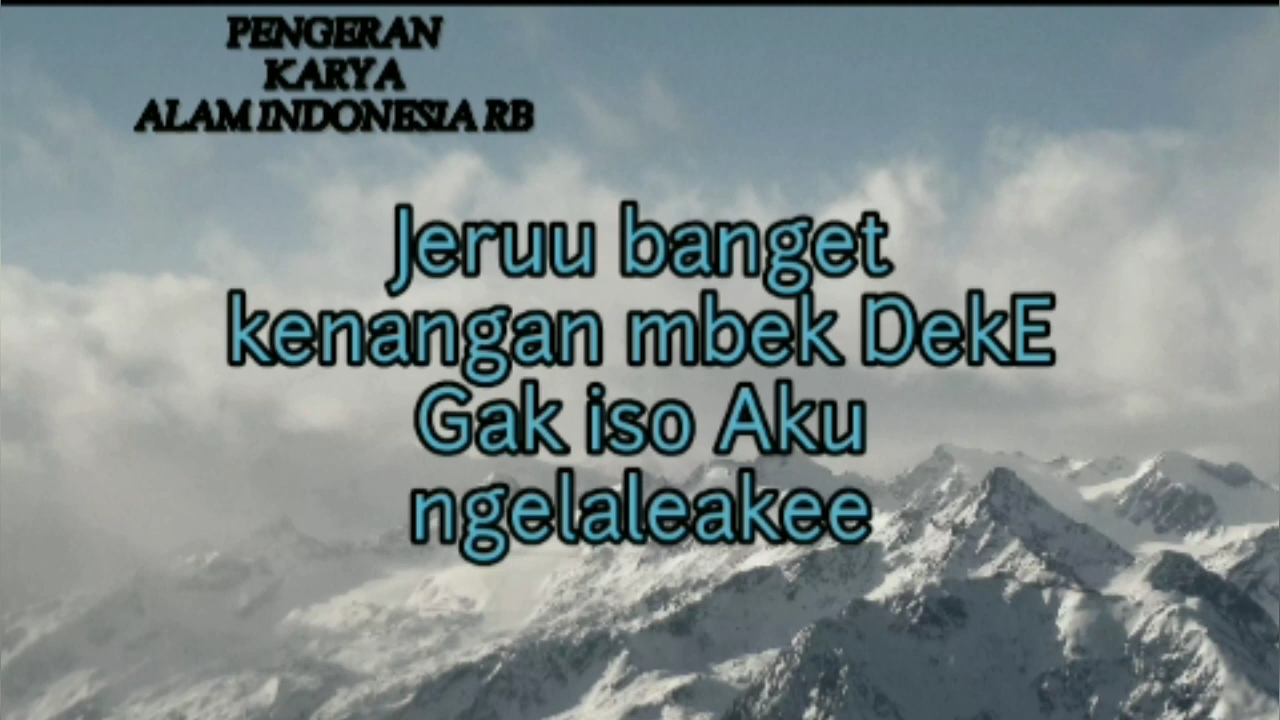 PENGERAN
KARYA
ALAM INDONESIA RB
Jeruu banget
kenangan mbek DekE
Gak iso Aku
ngelaleakee